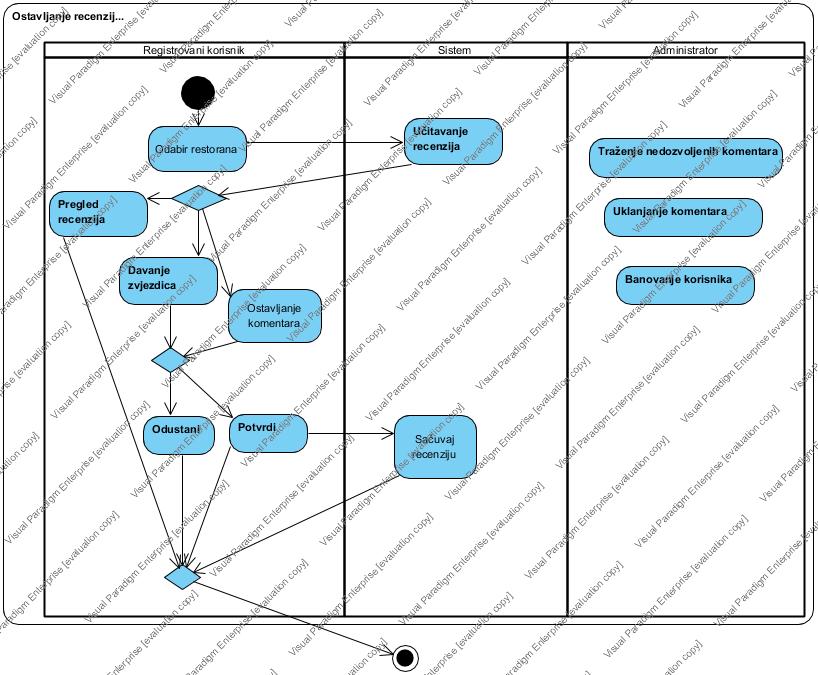 Ostavljanje recenzij...
Registrovani korisnik
Sistem
Administrator
Odabir restorana
Učitavanje
recenzija
Traženje nedozvoljenih komentara
Pregled
recenzija
Uklanjanje komentara
Davanje
zvjezdica
Banovanje korisnika
Ostavljanje
komentara
Odustani
Potvrdi
Sačuvaj
recenziju
Visual Paradigm Enterprise [evaluation copy]